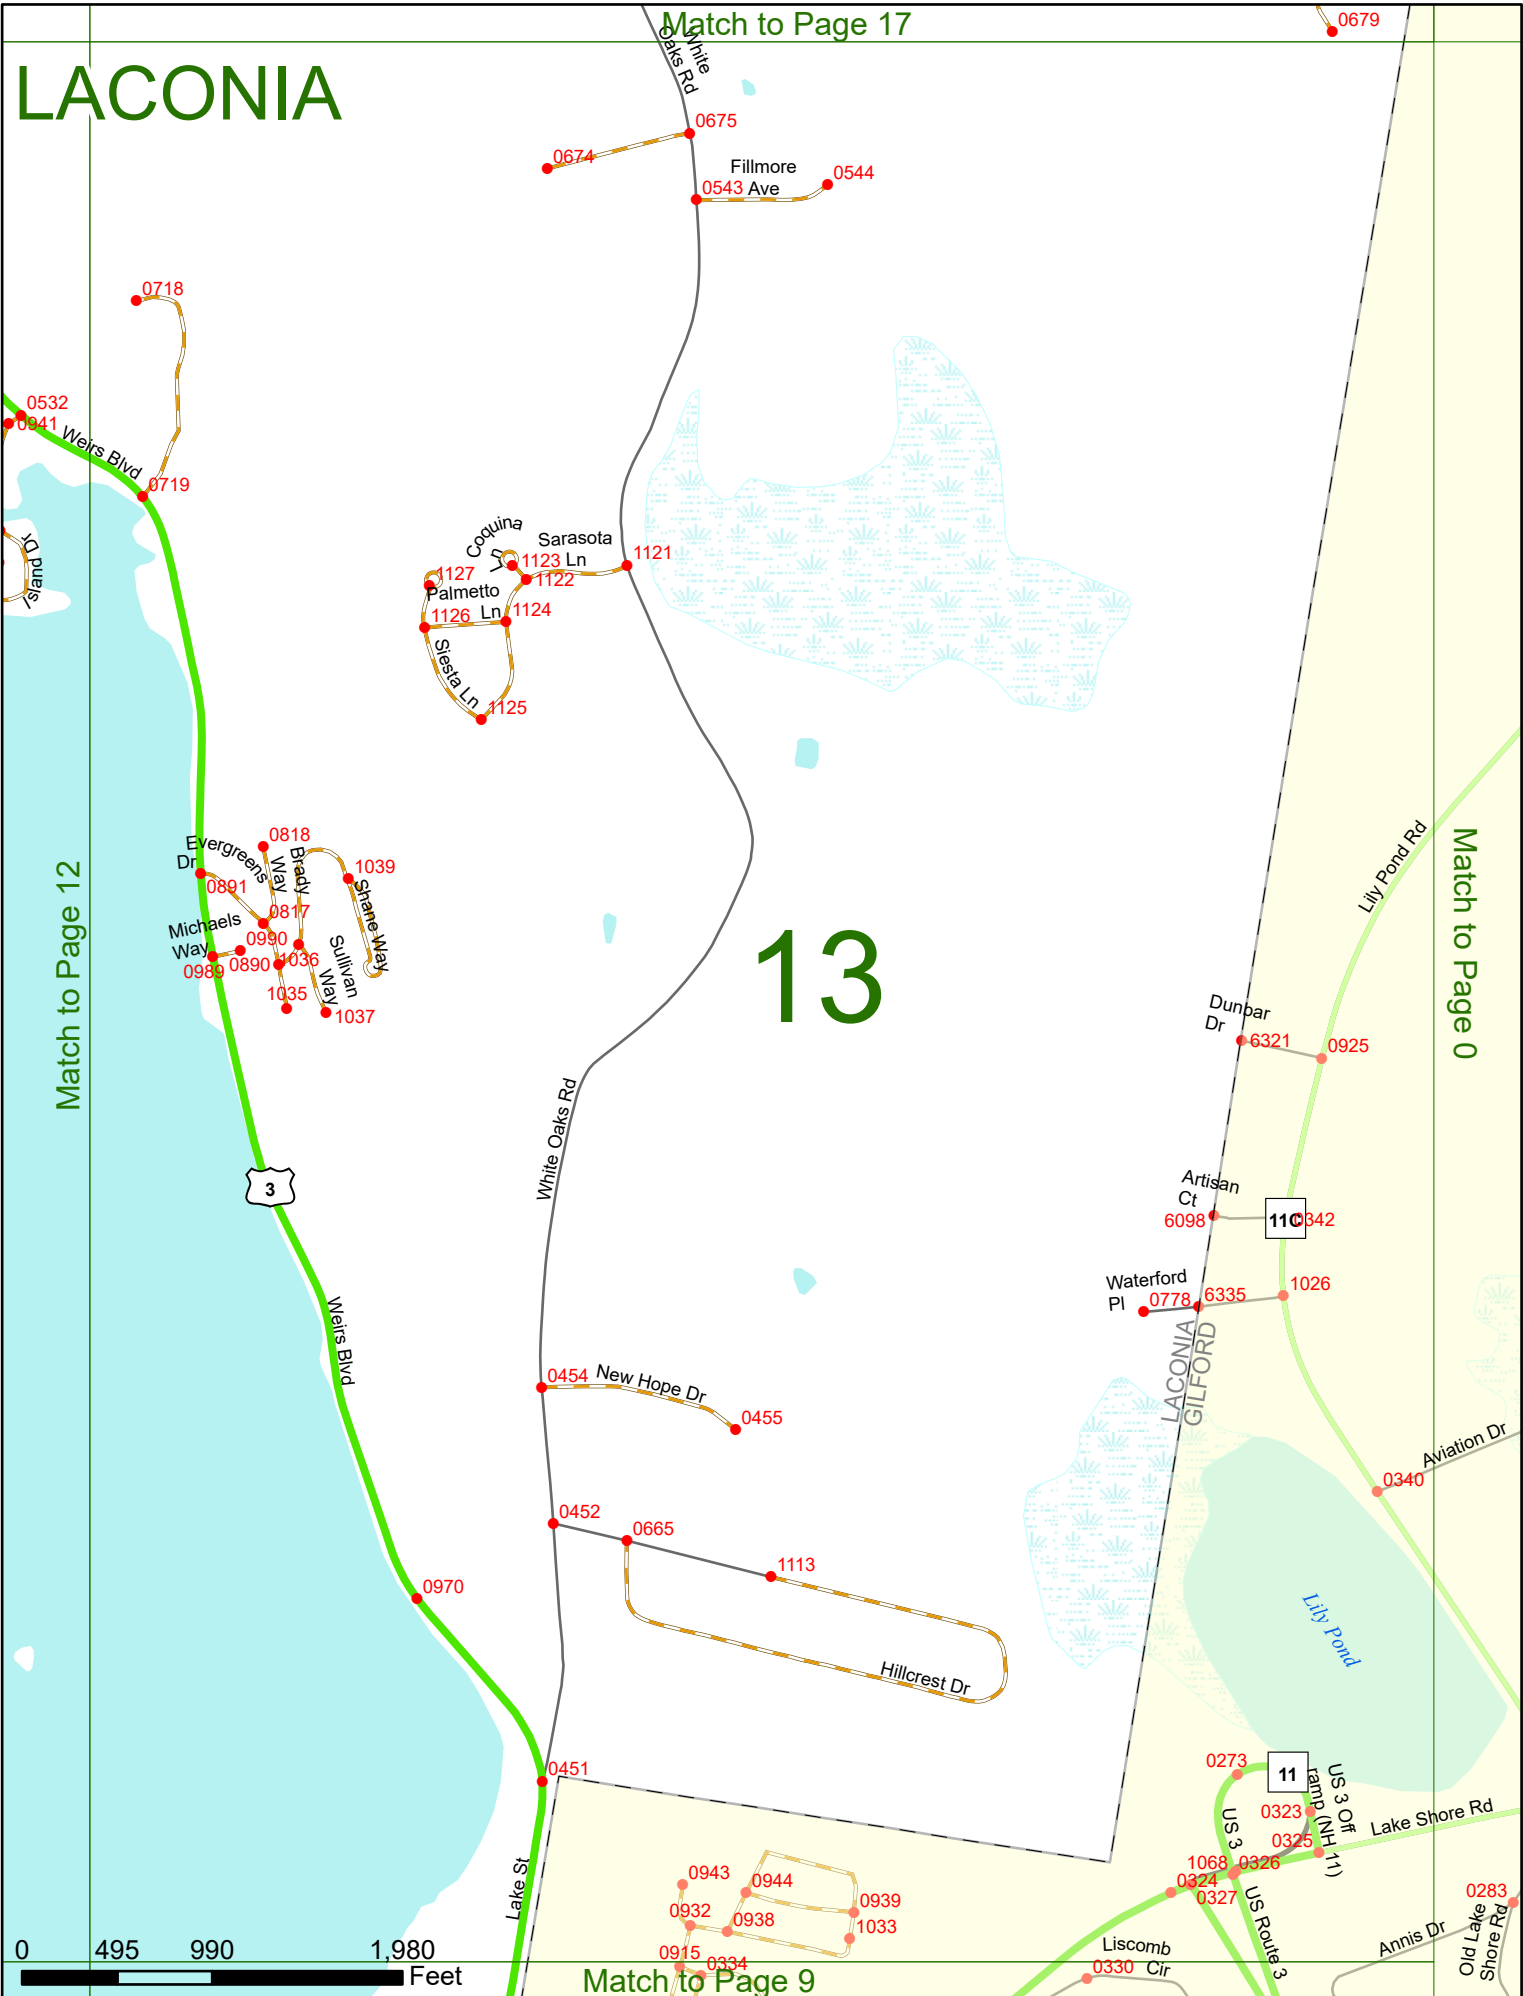 Match to Page 17
0679
LACONIA
White
Oaks Rd
0675
0674
Fillmore
Ave
0544
0543
0718
0532
0941
Weirs Blvd
0719
Island Dr
Coquina
Ln
Sarasota
Ln
1121
1123
1122
1127
Palmetto
Ln
1124
1126
Siesta Ln
1125
Lily Pond Rd
Match to Page 12
Match to Page 0
0818
Evergreens
Dr
Way
Brady
1039
Shane Way
0891
0817
Michaels
Way
0990
0989
0890
1036
Sullivan
Way
1035
1037
13
Dunbar
Dr
6321
0925
White Oaks Rd
3
Artisan
Ct
6098
11C
0342
Waterford
Pl
0778
6335
1026
LACONIA
GILFORD
Weirs Blvd
0454
New Hope Dr
0455
Aviation Dr
0340
0452
0665
1113
0970
Hillcrest Dr
Lily Pond
0451
0273
11
US 3 Off
ramp (NH 11)
0323
US 3
0325
Lake Shore Rd
1068
0326
0324
0327
US Route 3
Lake St
0943
0944
0939
0932
0938
1033
0915
0334
0283
Annis Dr
Old Lake
Shore Rd
Liscomb
Cir
0330
0
495
990
1,980
Feet
Match to Page 9